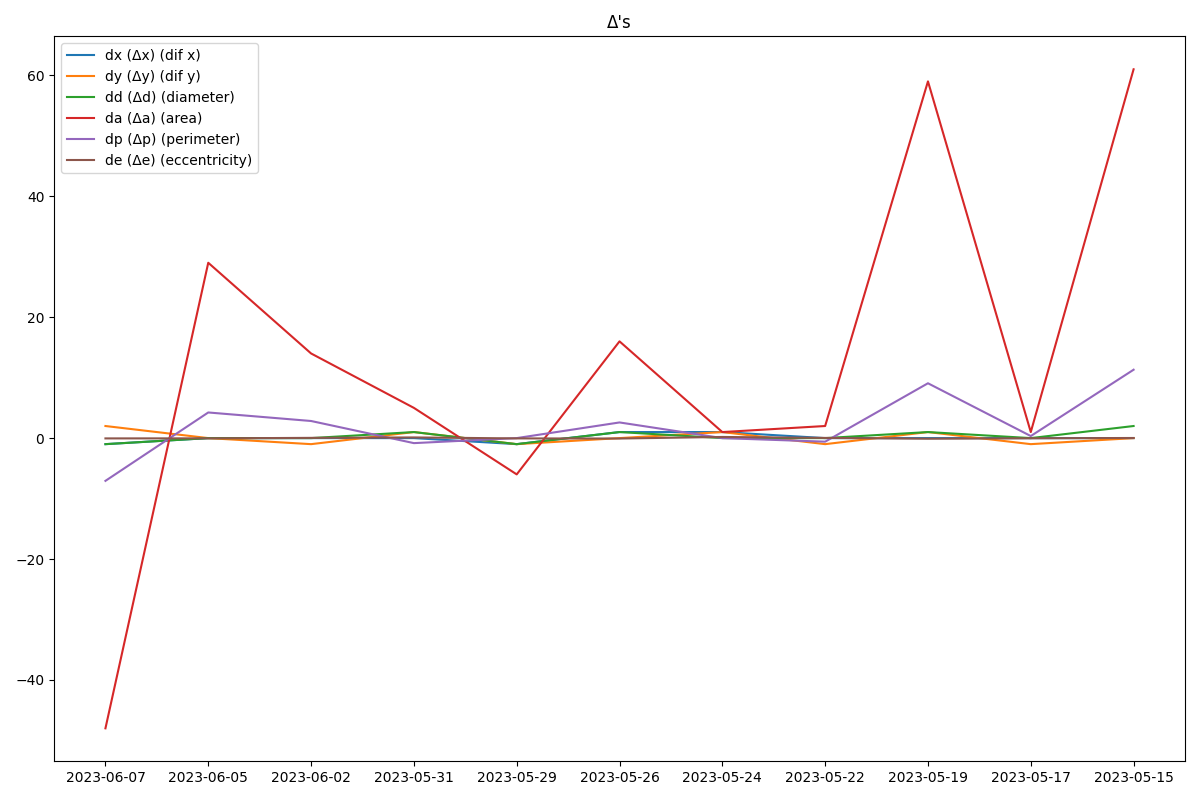 Δ's
dx (Δx) (dif x)
dy (Δy) (dif y)
dd (Δd) (diameter)
da (Δa) (area)
dp (Δp) (perimeter)
de (Δe) (eccentricity)
60
40
20
0
−20
−40
2023-06-07 2023-06-05 2023-06-02 2023-05-31 2023-05-29 2023-05-26 2023-05-24 2023-05-22 2023-05-19 2023-05-17 2023-05-15